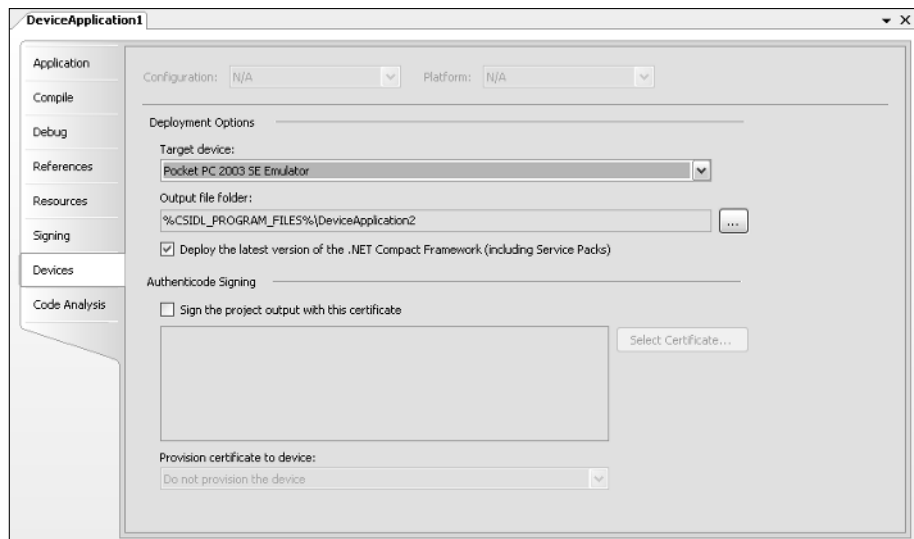 DeviceApplication1
Application
Compile
Debug
References
Resources
Signing
Devices
Code Analysis
Configuration: N/A Platform: N/A
Deployment Options
Target device:
Pocket PC 2003 SE Emulator
Output file folder:
%CSIDL_PROGRAM_FILES%\DeviceApplication2
...
Deploy the latest version of the .NET Compact Framework (including Service Packs)
Authenticode Signing
Sign the project output with this certificate
Select Certificate...
Provision certificate to device:
Do not provision the device